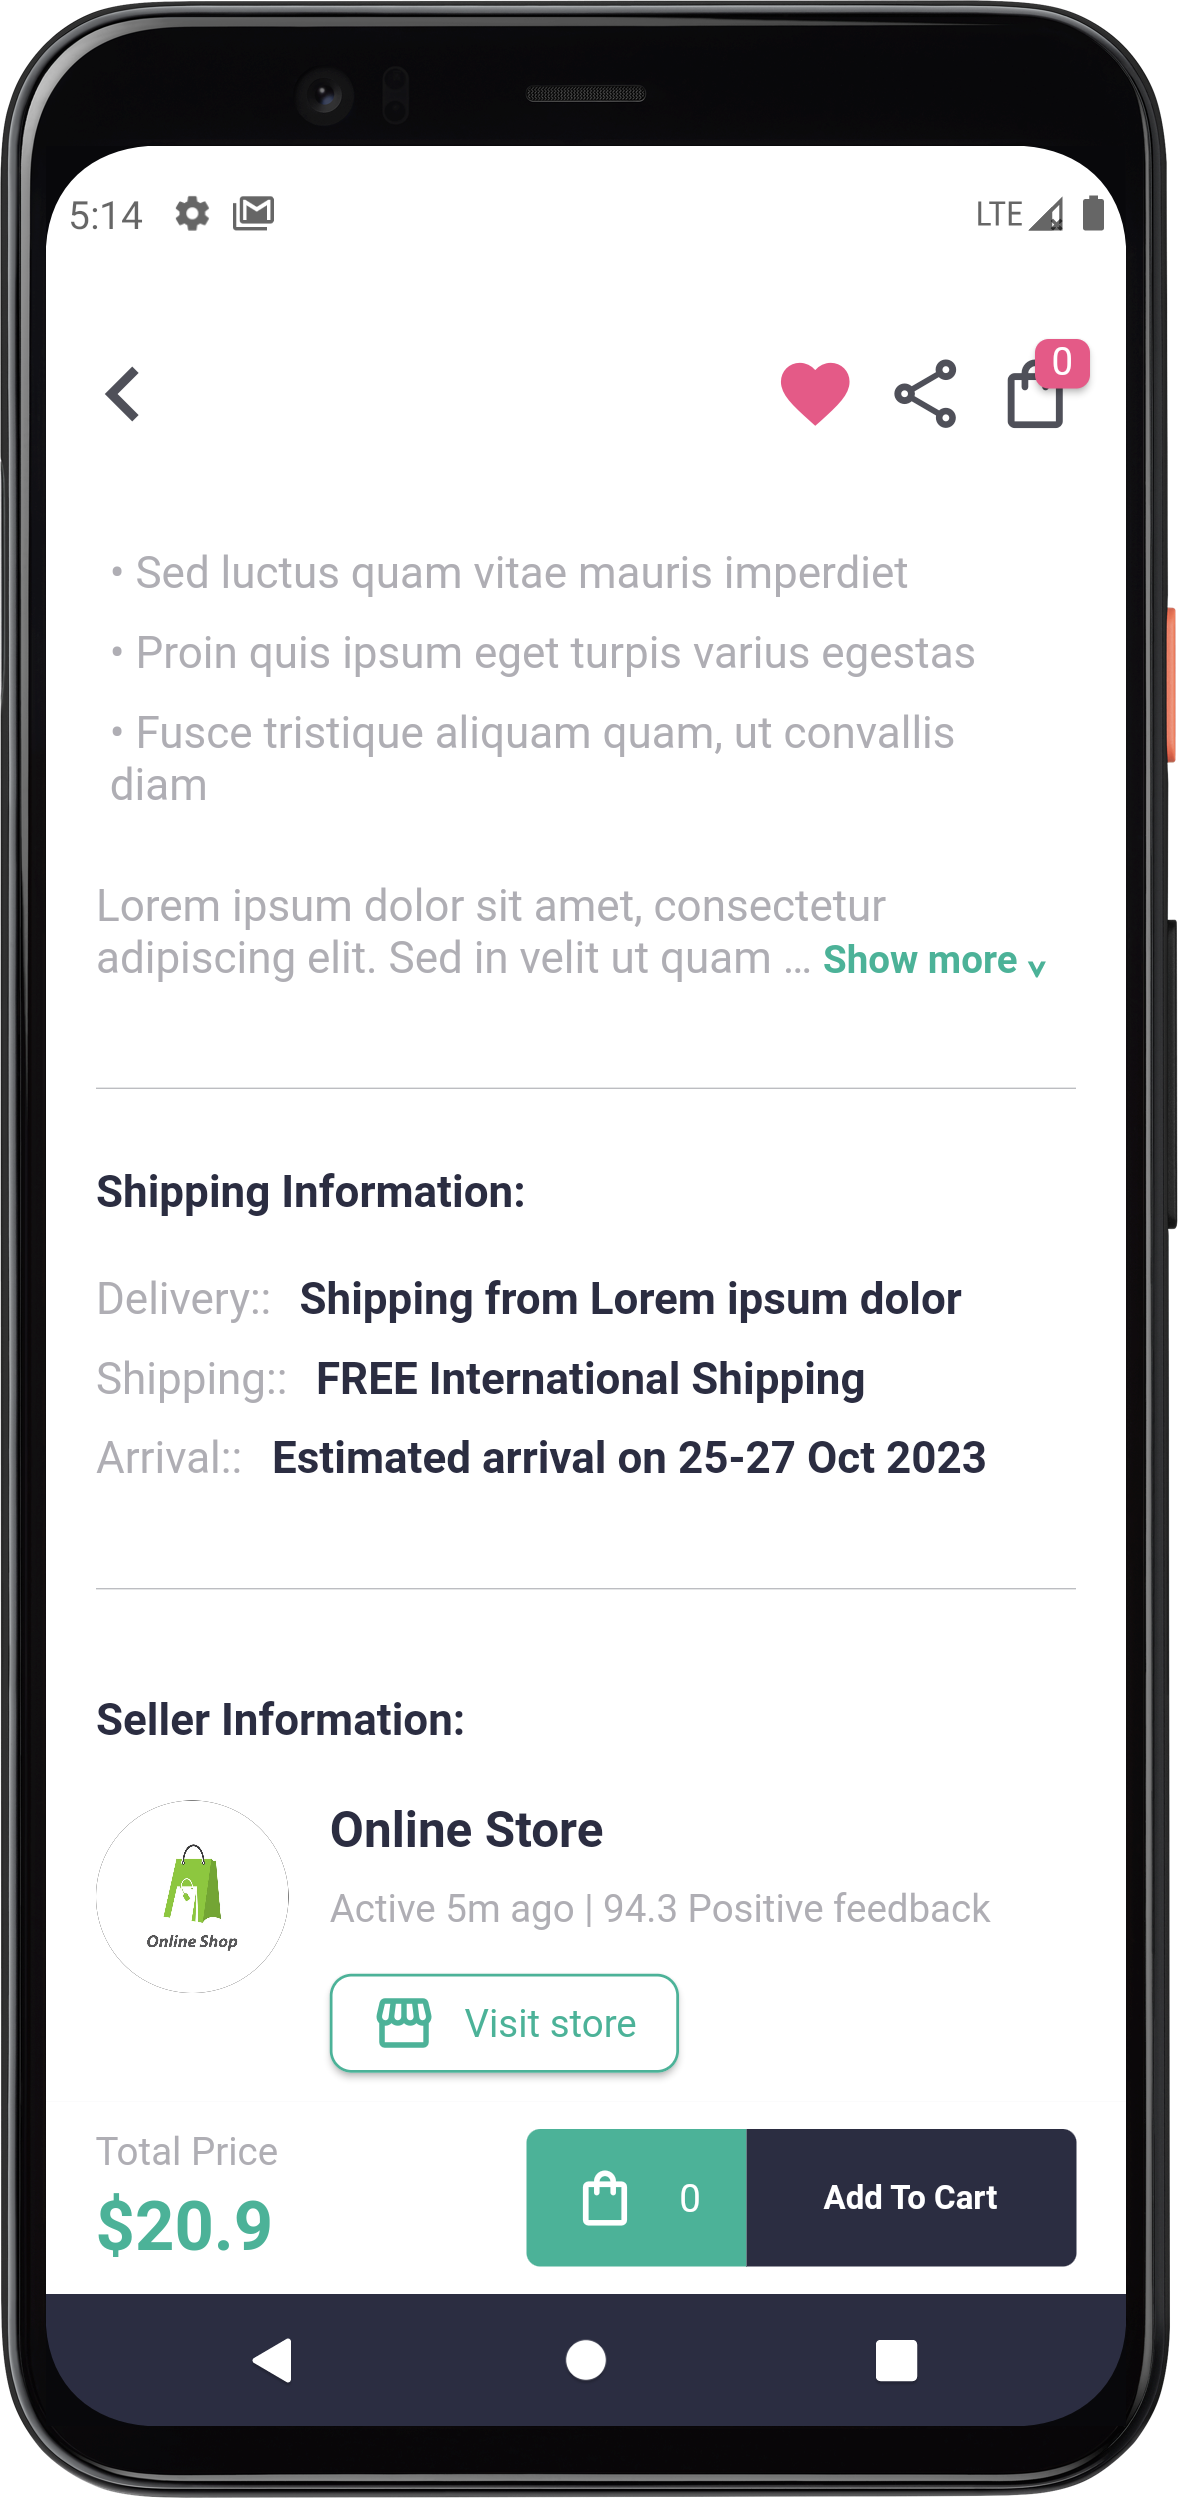 5:14 LTE
0
• Sed luctus quam vitae mauris imperdiet
• Proin quis ipsum eget turpis varius egestas
• Fusce tristique aliquam quam, ut convallis
diam
Lorem ipsum dolor sit amet, consectetur
adipiscing elit. Sed in velit ut quam ... Show more
Shipping Information:
Delivery:: Shipping from Lorem ipsum dolor
Shipping:: FREE International Shipping
Arrival:: Estimated arrival on 25-27 Oct 2023
Seller Information:
Online Shop
Online Store
Active 5m ago | 94.3 Positive feedback
Visit store
Total Price
$20.9
0 Add To Cart